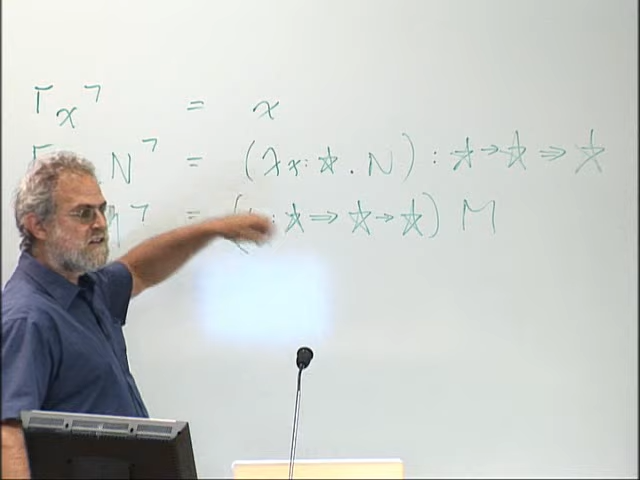 ⌜x⌝ = x
⌜ N⌝ = (λx:★.N) : ★→★ ⇒ ★
⌝ = ( : ★ ⇒ ★→★) M